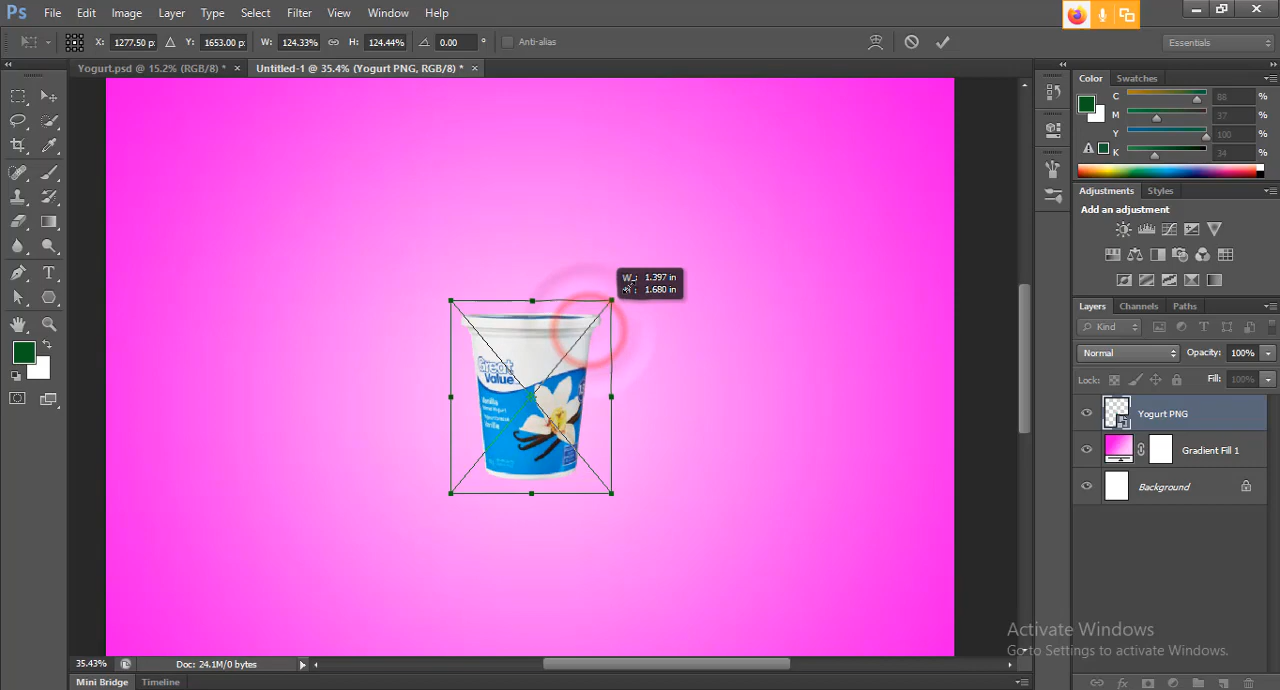 Ps File Edit Image Layer Type Select Filter View Window Help
X: 1277.50 p: Y: 1653.00 p: W: 124.33% H: 124.44% 0.00 ° Anti-alias Essentials
Yogurt.psd @ 15.2% (RGB/8) * × Untitled-1 @ 35.4% (Yogurt PNG, RGB/8) * ×
Color Swatches
C 88 %
M 37 %
Y 100 %
K 34 %
Adjustments Styles
Add an adjustment
W: 1.397 in
H: 1.680 in
Great
Value
Vanilla
Vanilla
Layers Channels Paths
Kind
Normal Opacity: 100%
Lock: Fill: 100%
Yogurt PNG
Gradient Fill 1
Background
Activate Windows
Go to Settings to activate Windows.
35.43% Doc: 24.1M/0 bytes
Mini Bridge Timeline